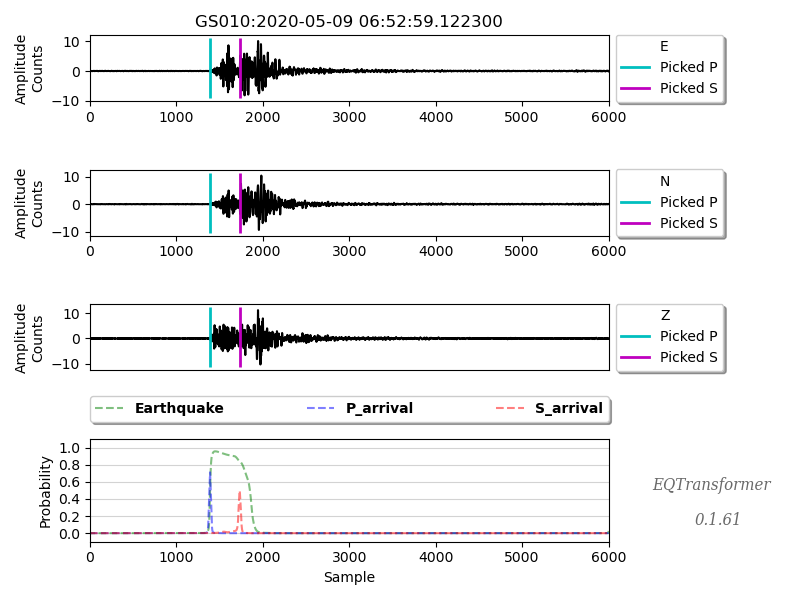 GS010:2020-05-09 06:52:59.122300
Amplitude
Counts
10
0
−10
0 1000 2000 3000 4000 5000 6000
E
Picked P
Picked S
Amplitude
Counts
10
0
−10
0 1000 2000 3000 4000 5000 6000
N
Picked P
Picked S
Amplitude
Counts
10
0
−10
0 1000 2000 3000 4000 5000 6000
Z
Picked P
Picked S
Earthquake P_arrival S_arrival
Probability
1.0
0.8
0.6
0.4
0.2
0.0
0 1000 2000 3000 4000 5000 6000
Sample
EQTransformer
0.1.61